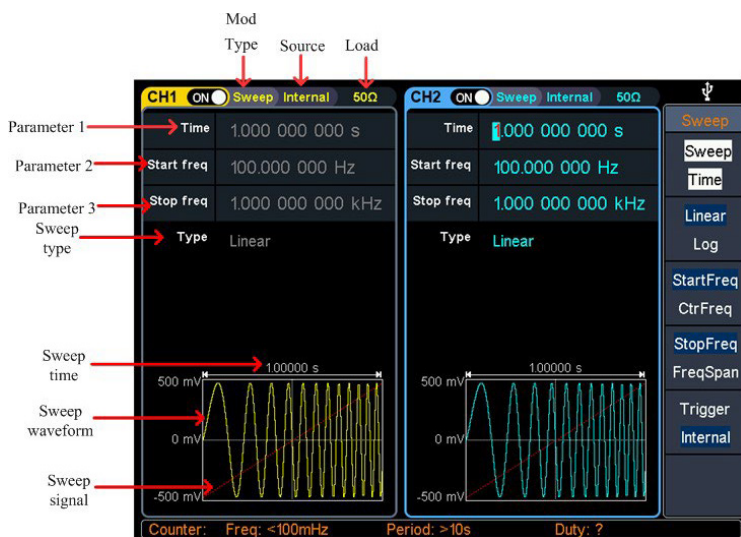 Mod
Type
Source
Load
CH1 ON Sweep Internal 50Ω
CH2 ON Sweep Internal 50Ω
Parameter 1
Time 1.000 000 000 s
Time 1.000 000 000 s
Parameter 2
Start freq 100.000 Hz
Start freq 100.000 Hz
Parameter 3
Stop freq 1.000 000 000 kHz
Stop freq 1.000 000 000 kHz
Sweep
type
Type Linear
Type Linear
Sweep
time
1.00000 s
1.00000 s
500 mV
500 mV
Sweep
waveform
0 mV
0 mV
Sweep
signal
-500 mV
-500 mV
Sweep
Sweep
Time
Linear
Log
StartFreq
CtrFreq
StopFreq
FreqSpan
Trigger
Internal
Counter: Freq: <100mHz Period: >10s Duty: ?